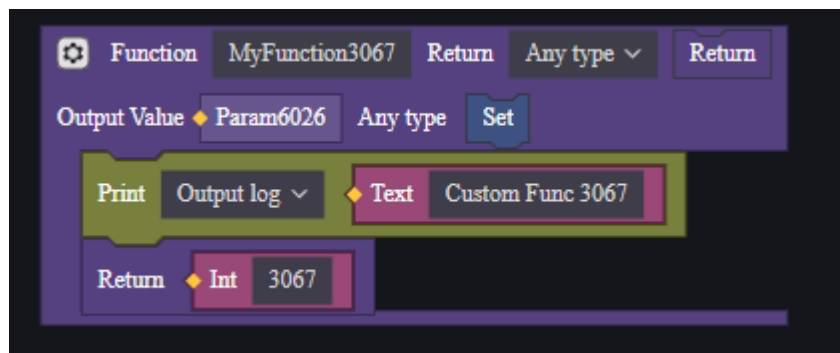 Function MyFunction3067 Return Any type Return
Output Value Param6026 Any type Set
Print Output log Text Custom Func 3067
Return Int 3067